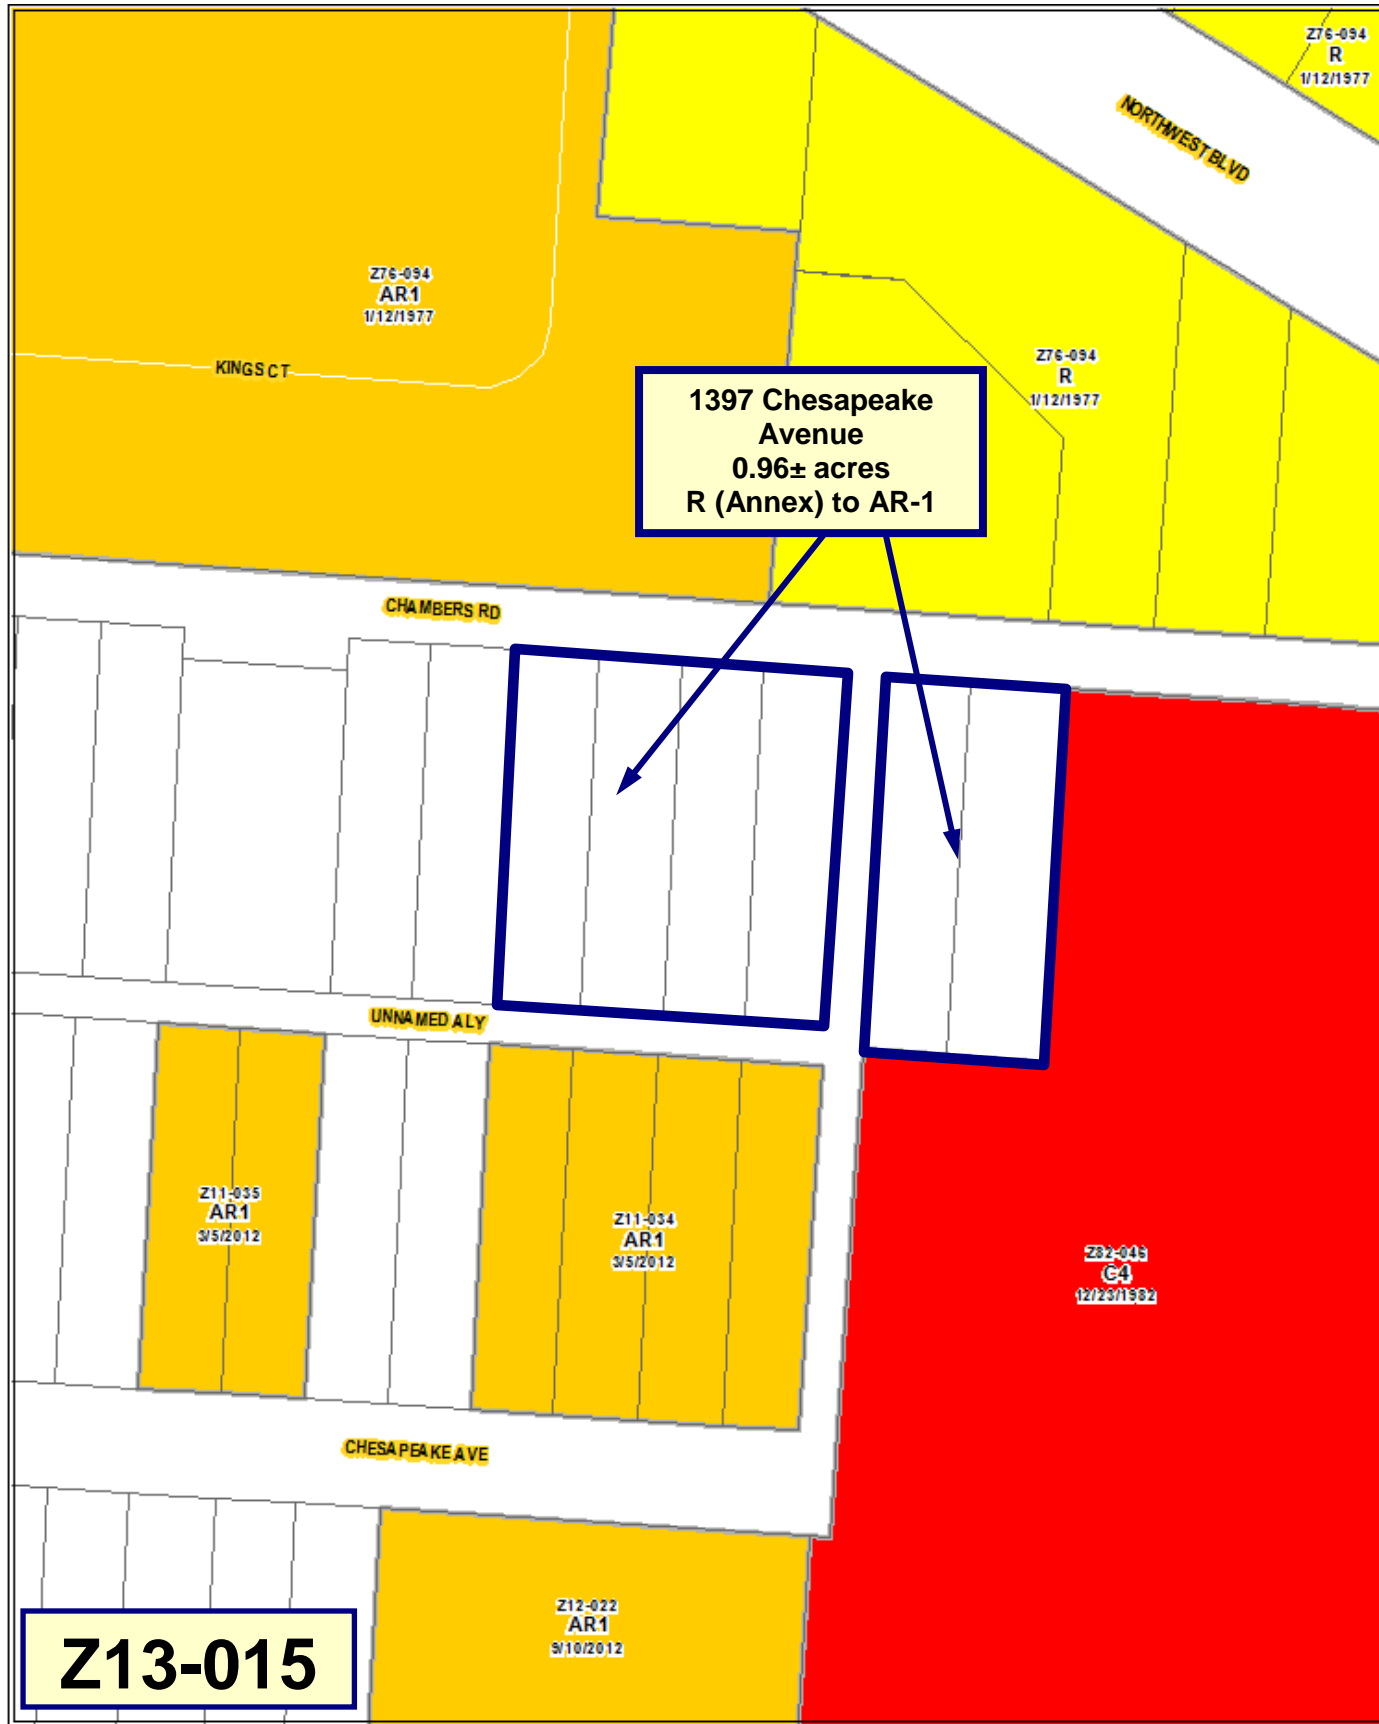 Z76-094
R
1/12/1977
NORTHWEST BLVD
Z76-094
AR1
1/12/1977
KINGS CT
Z76-094
R
1/12/1977
1397 Chesapeake
Avenue
0.96± acres
R (Annex) to AR-1
CHAMBERS RD
UNNAMED ALY
Z11-035
AR1
3/5/2012
Z11-034
AR1
3/5/2012
Z82-046
C4
12/23/1982
CHESAPEAKE AVE
Z12-022
AR1
9/10/2012
Z13-015